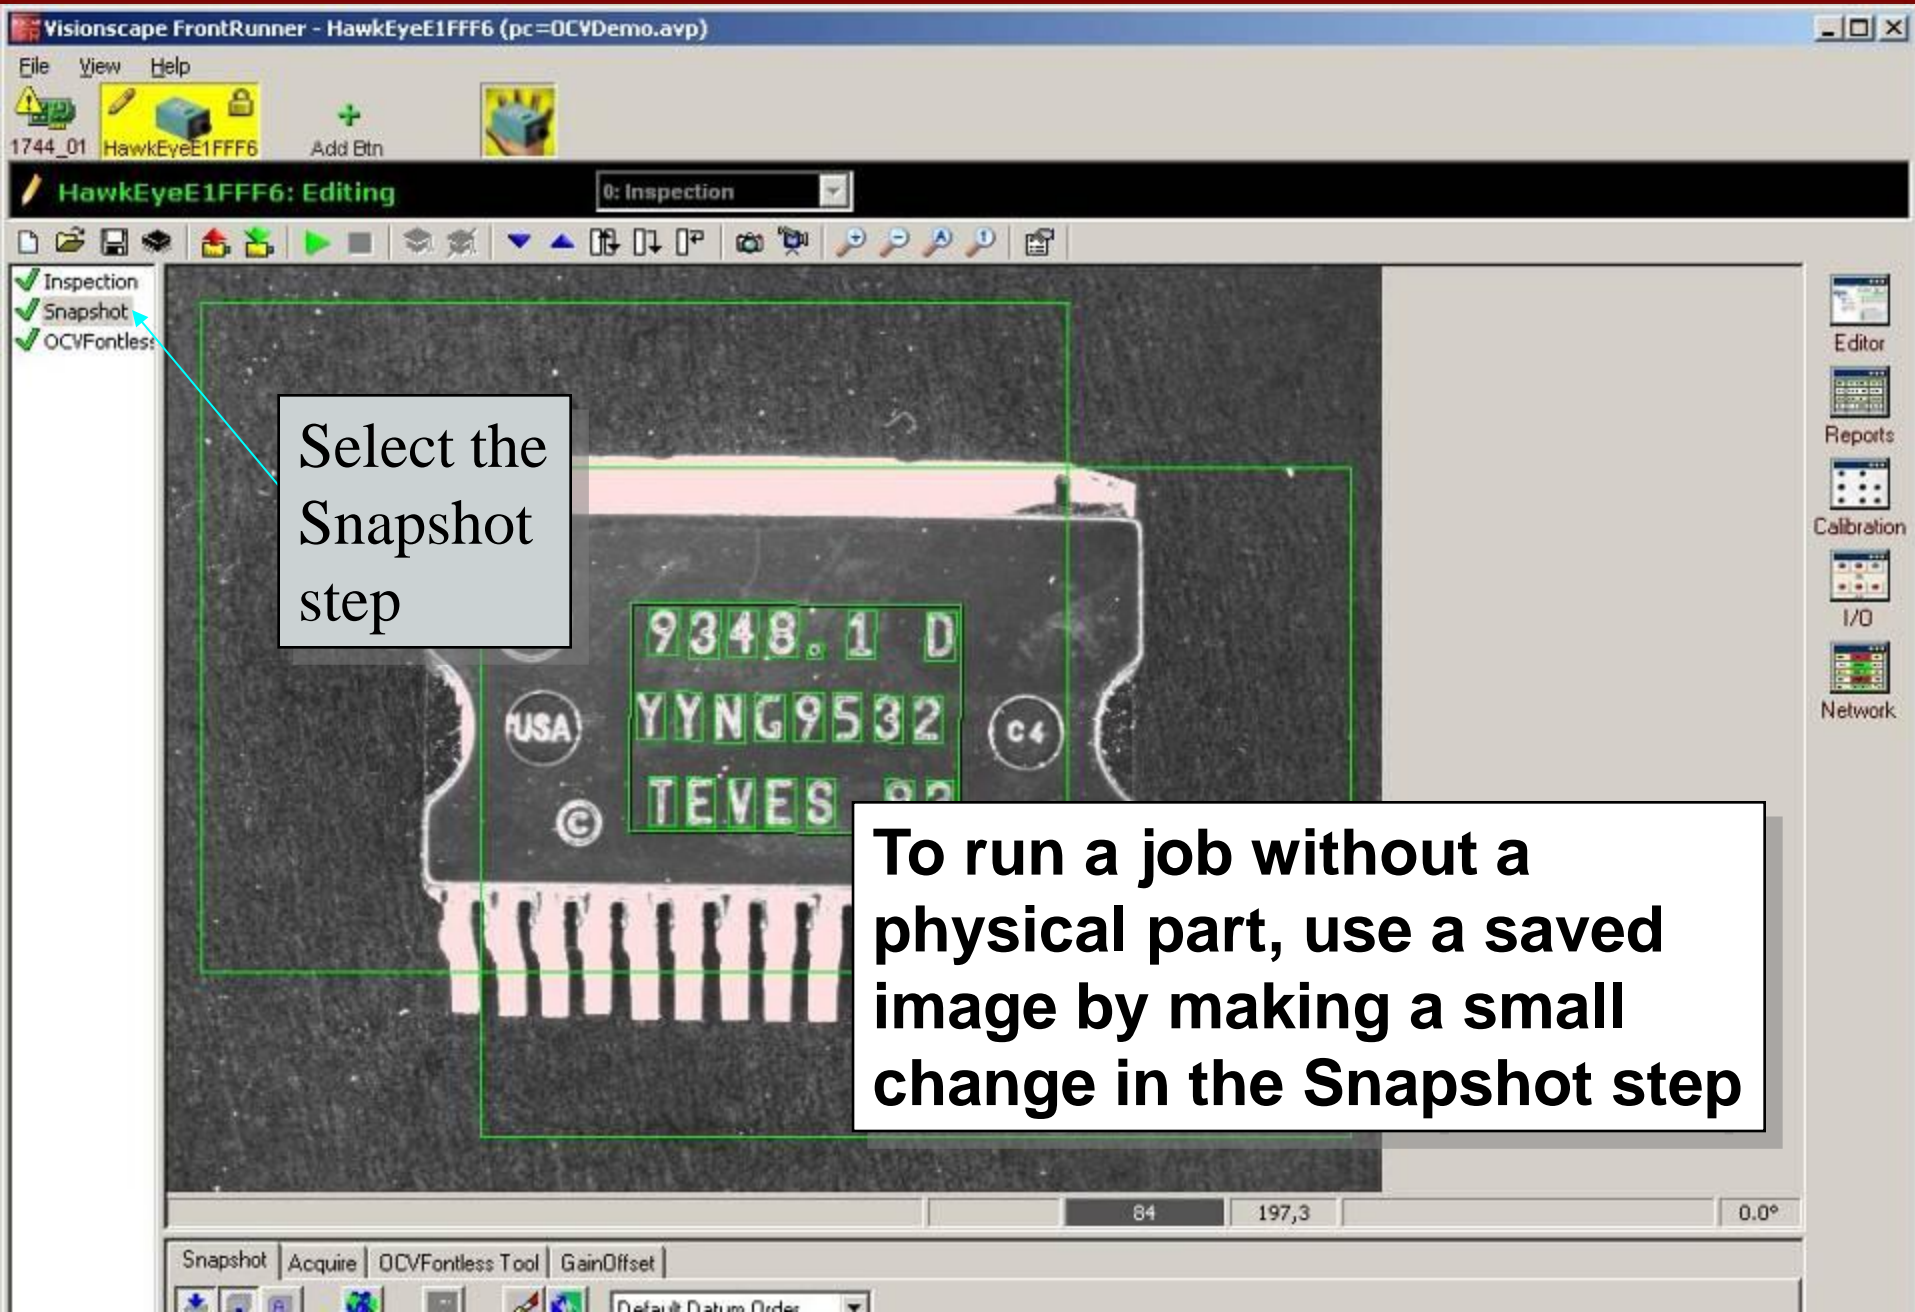 Visionscape FrontRunner - HawkEyeE1FFF6 (pc=OCVDemo.avp)
File View Help
1744_01 HawkEyeE1FFF6 Add Btn
HawkEyeE1FFF6: Editing 0: Inspection
Inspection
Snapshot
OCVFontless
Editor
Reports
Calibration
I/O
Network
Select the
Snapshot
step
9348.1 D
YYNG9532
USA
C4
TEVES
©
To run a job without a
physical part, use a saved
image by making a small
change in the Snapshot step
84 197,3 0.0°
Snapshot Acquire OCVFontless Tool GainOffset
Default Datum Order